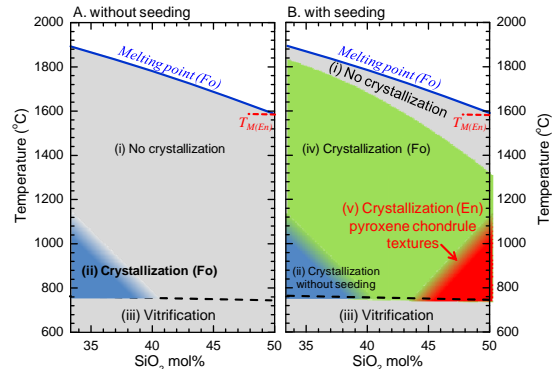 A. without seeding
B. with seeding
2000
1800
1600
1400
1200
1000
800
600
Temperature (°C)
Melting point (Fo)
T M(En)
(i) No crystallization
(ii) Crystallization (Fo)
(iii) Vitrification
35 40 45 50
SiO2 mol%
Melting point (Fo)
(i) No crystallization
T M(En)
(iv) Crystallization (Fo)
(v) Crystallization (En)
pyroxene chondrule
textures
(ii) Crystallization
without seeding
(iii) Vitrification
35 40 45 50
SiO2 mol%
2000
1800
1600
1400
1200
1000
800
600
Temperature (°C)